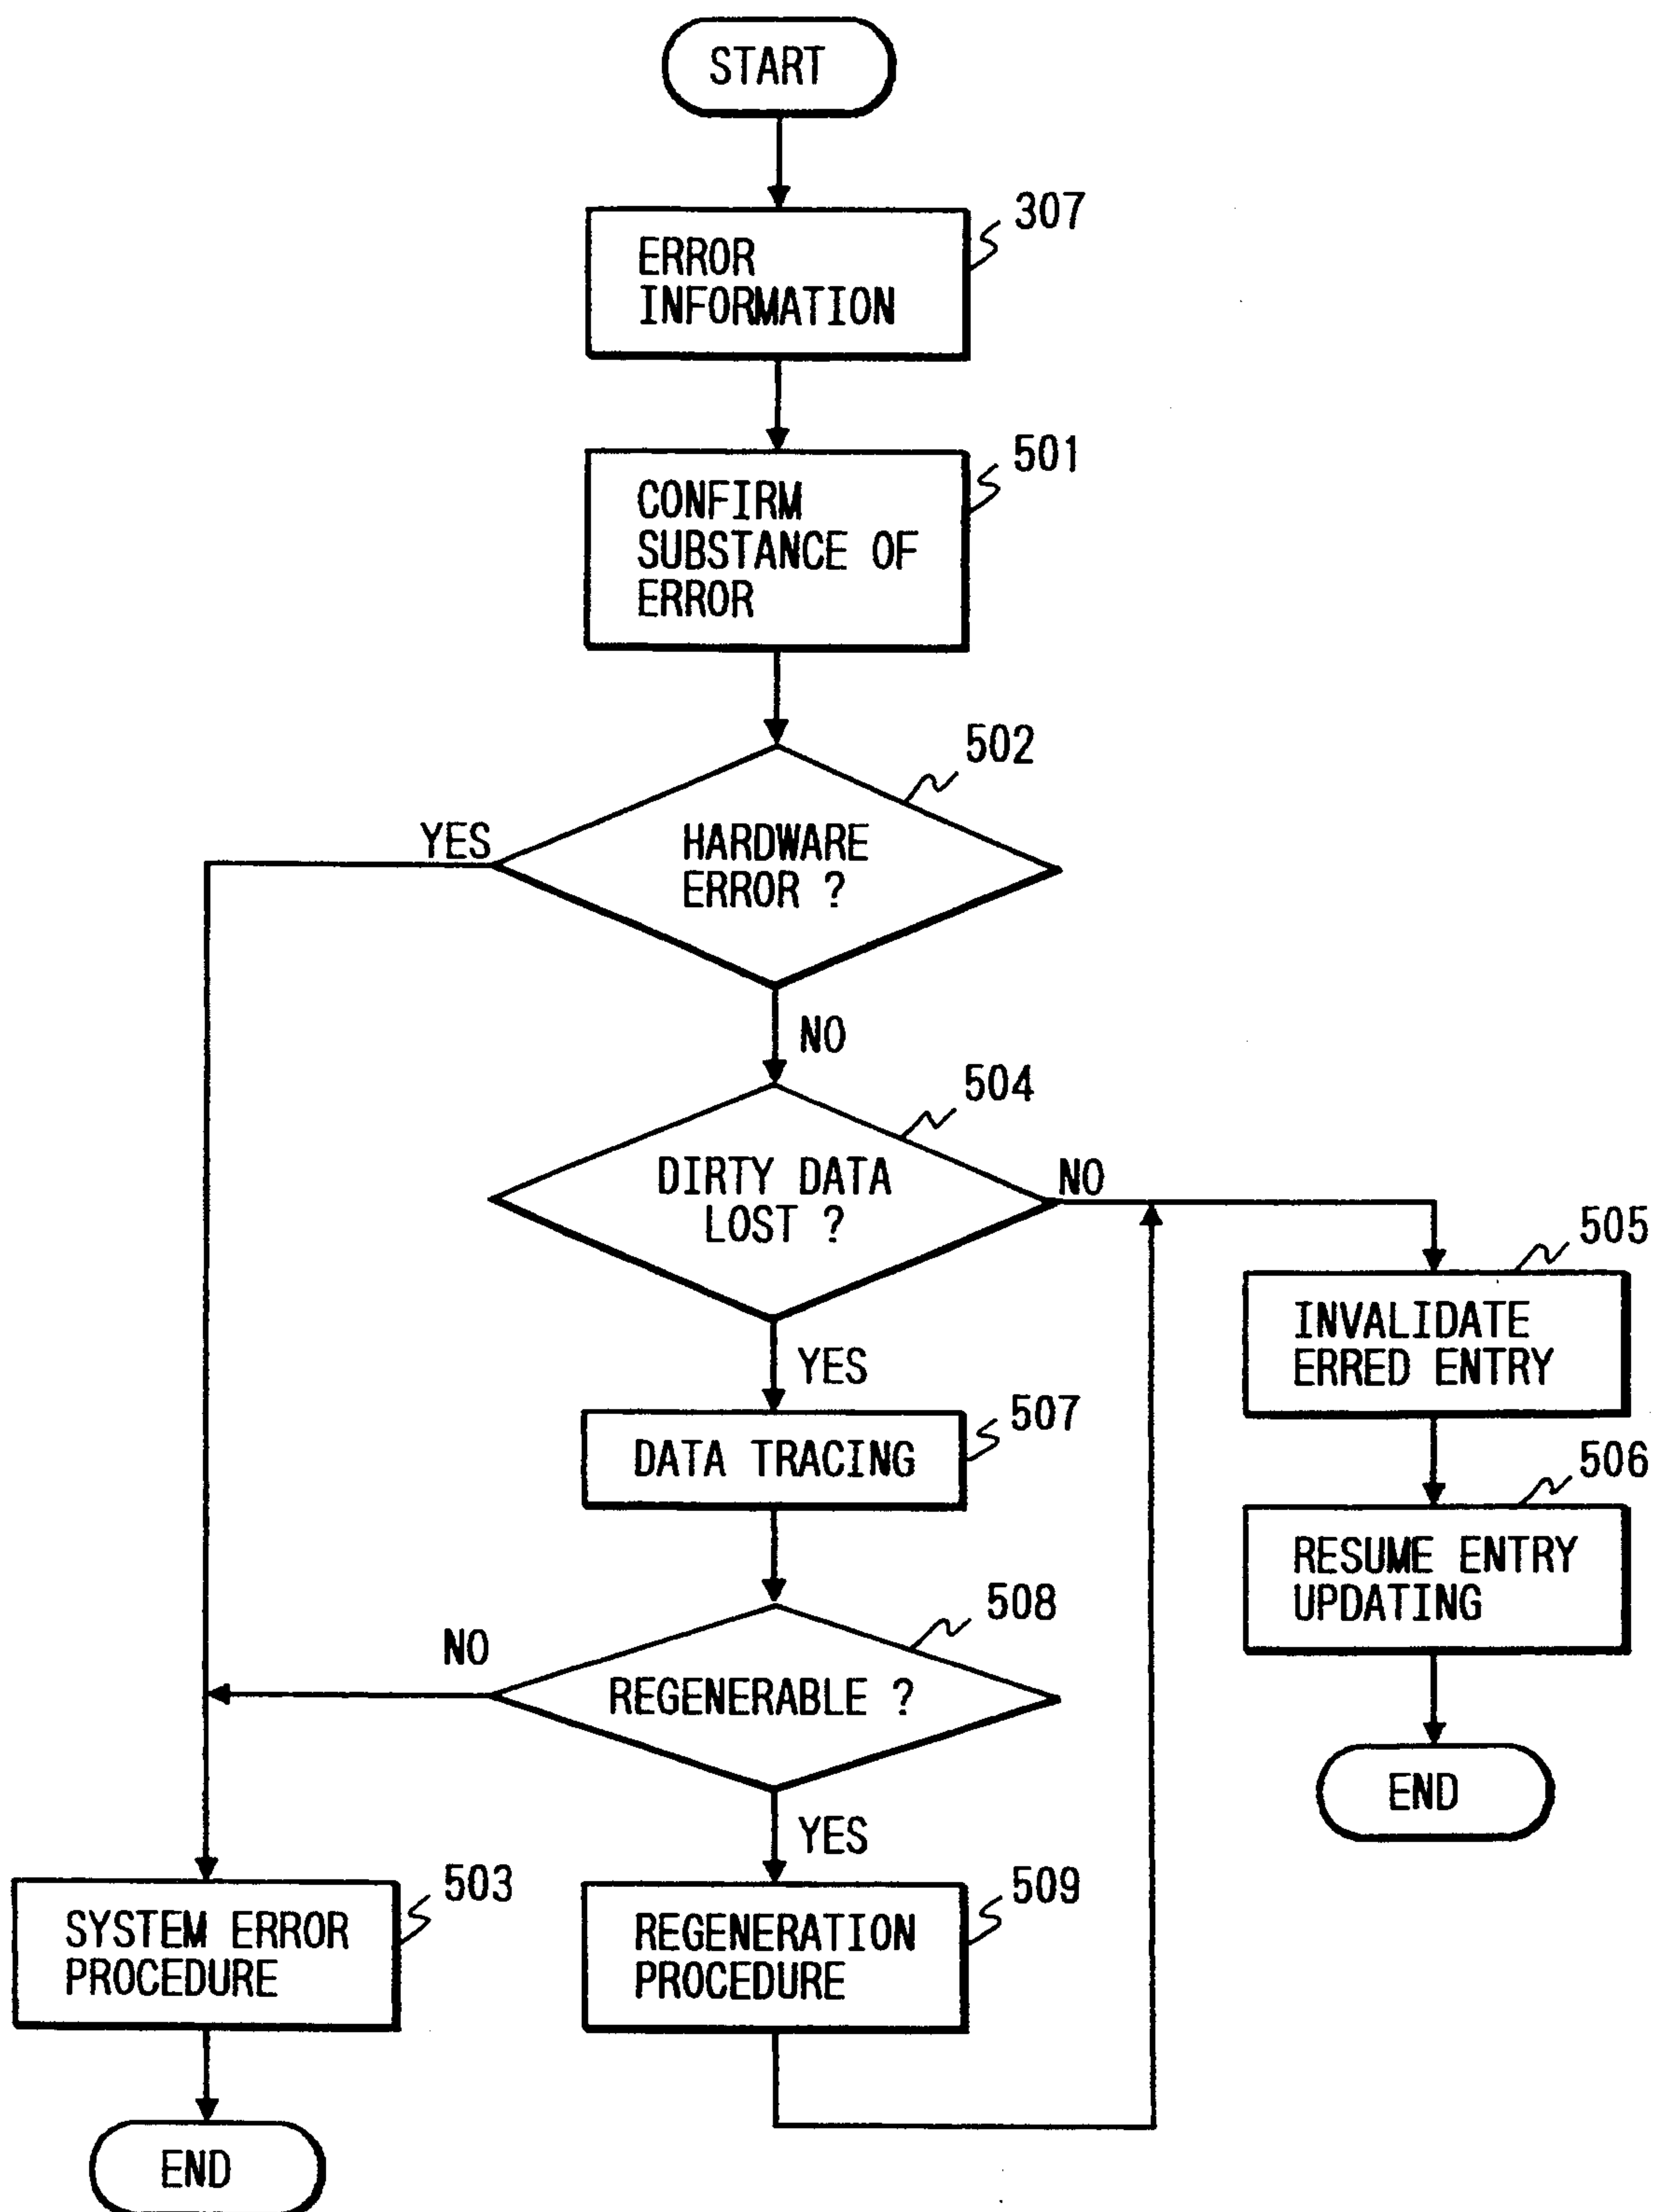 START
307
ERROR
INFORMATION
501
CONFIRM
SUBSTANCE OF
ERROR
502
YES
HARDWARE
ERROR ?
NO
504
DIRTY DATA
LOST ?
NO
505
INVALIDATE
ERRED ENTRY
YES
507
DATA TRACING
506
RESUME ENTRY
UPDATING
508
NO
REGENERABLE ?
END
YES
503
SYSTEM ERROR
PROCEDURE
509
REGENERATION
PROCEDURE
END